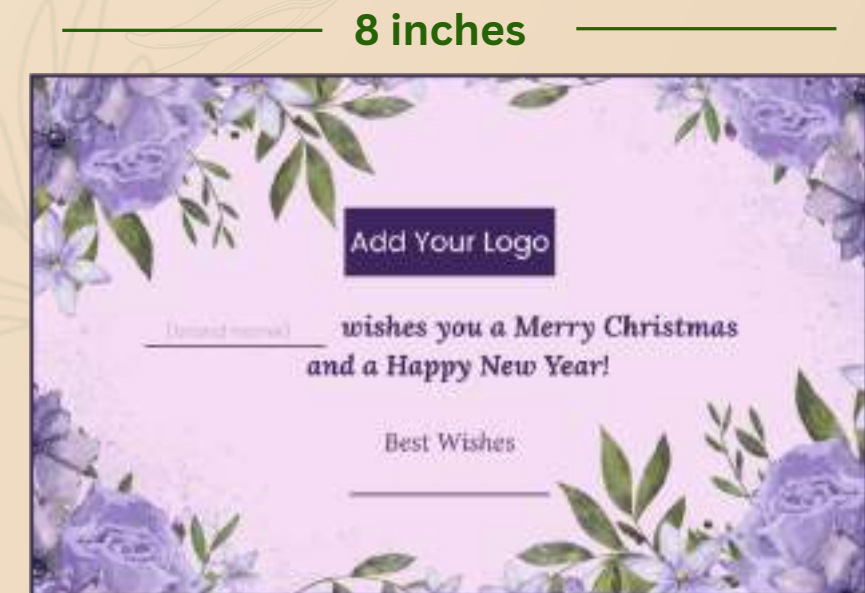 8 inches
Add Your Logo
wishes you a Merry Christmas
and a Happy New Year!
Best Wishes